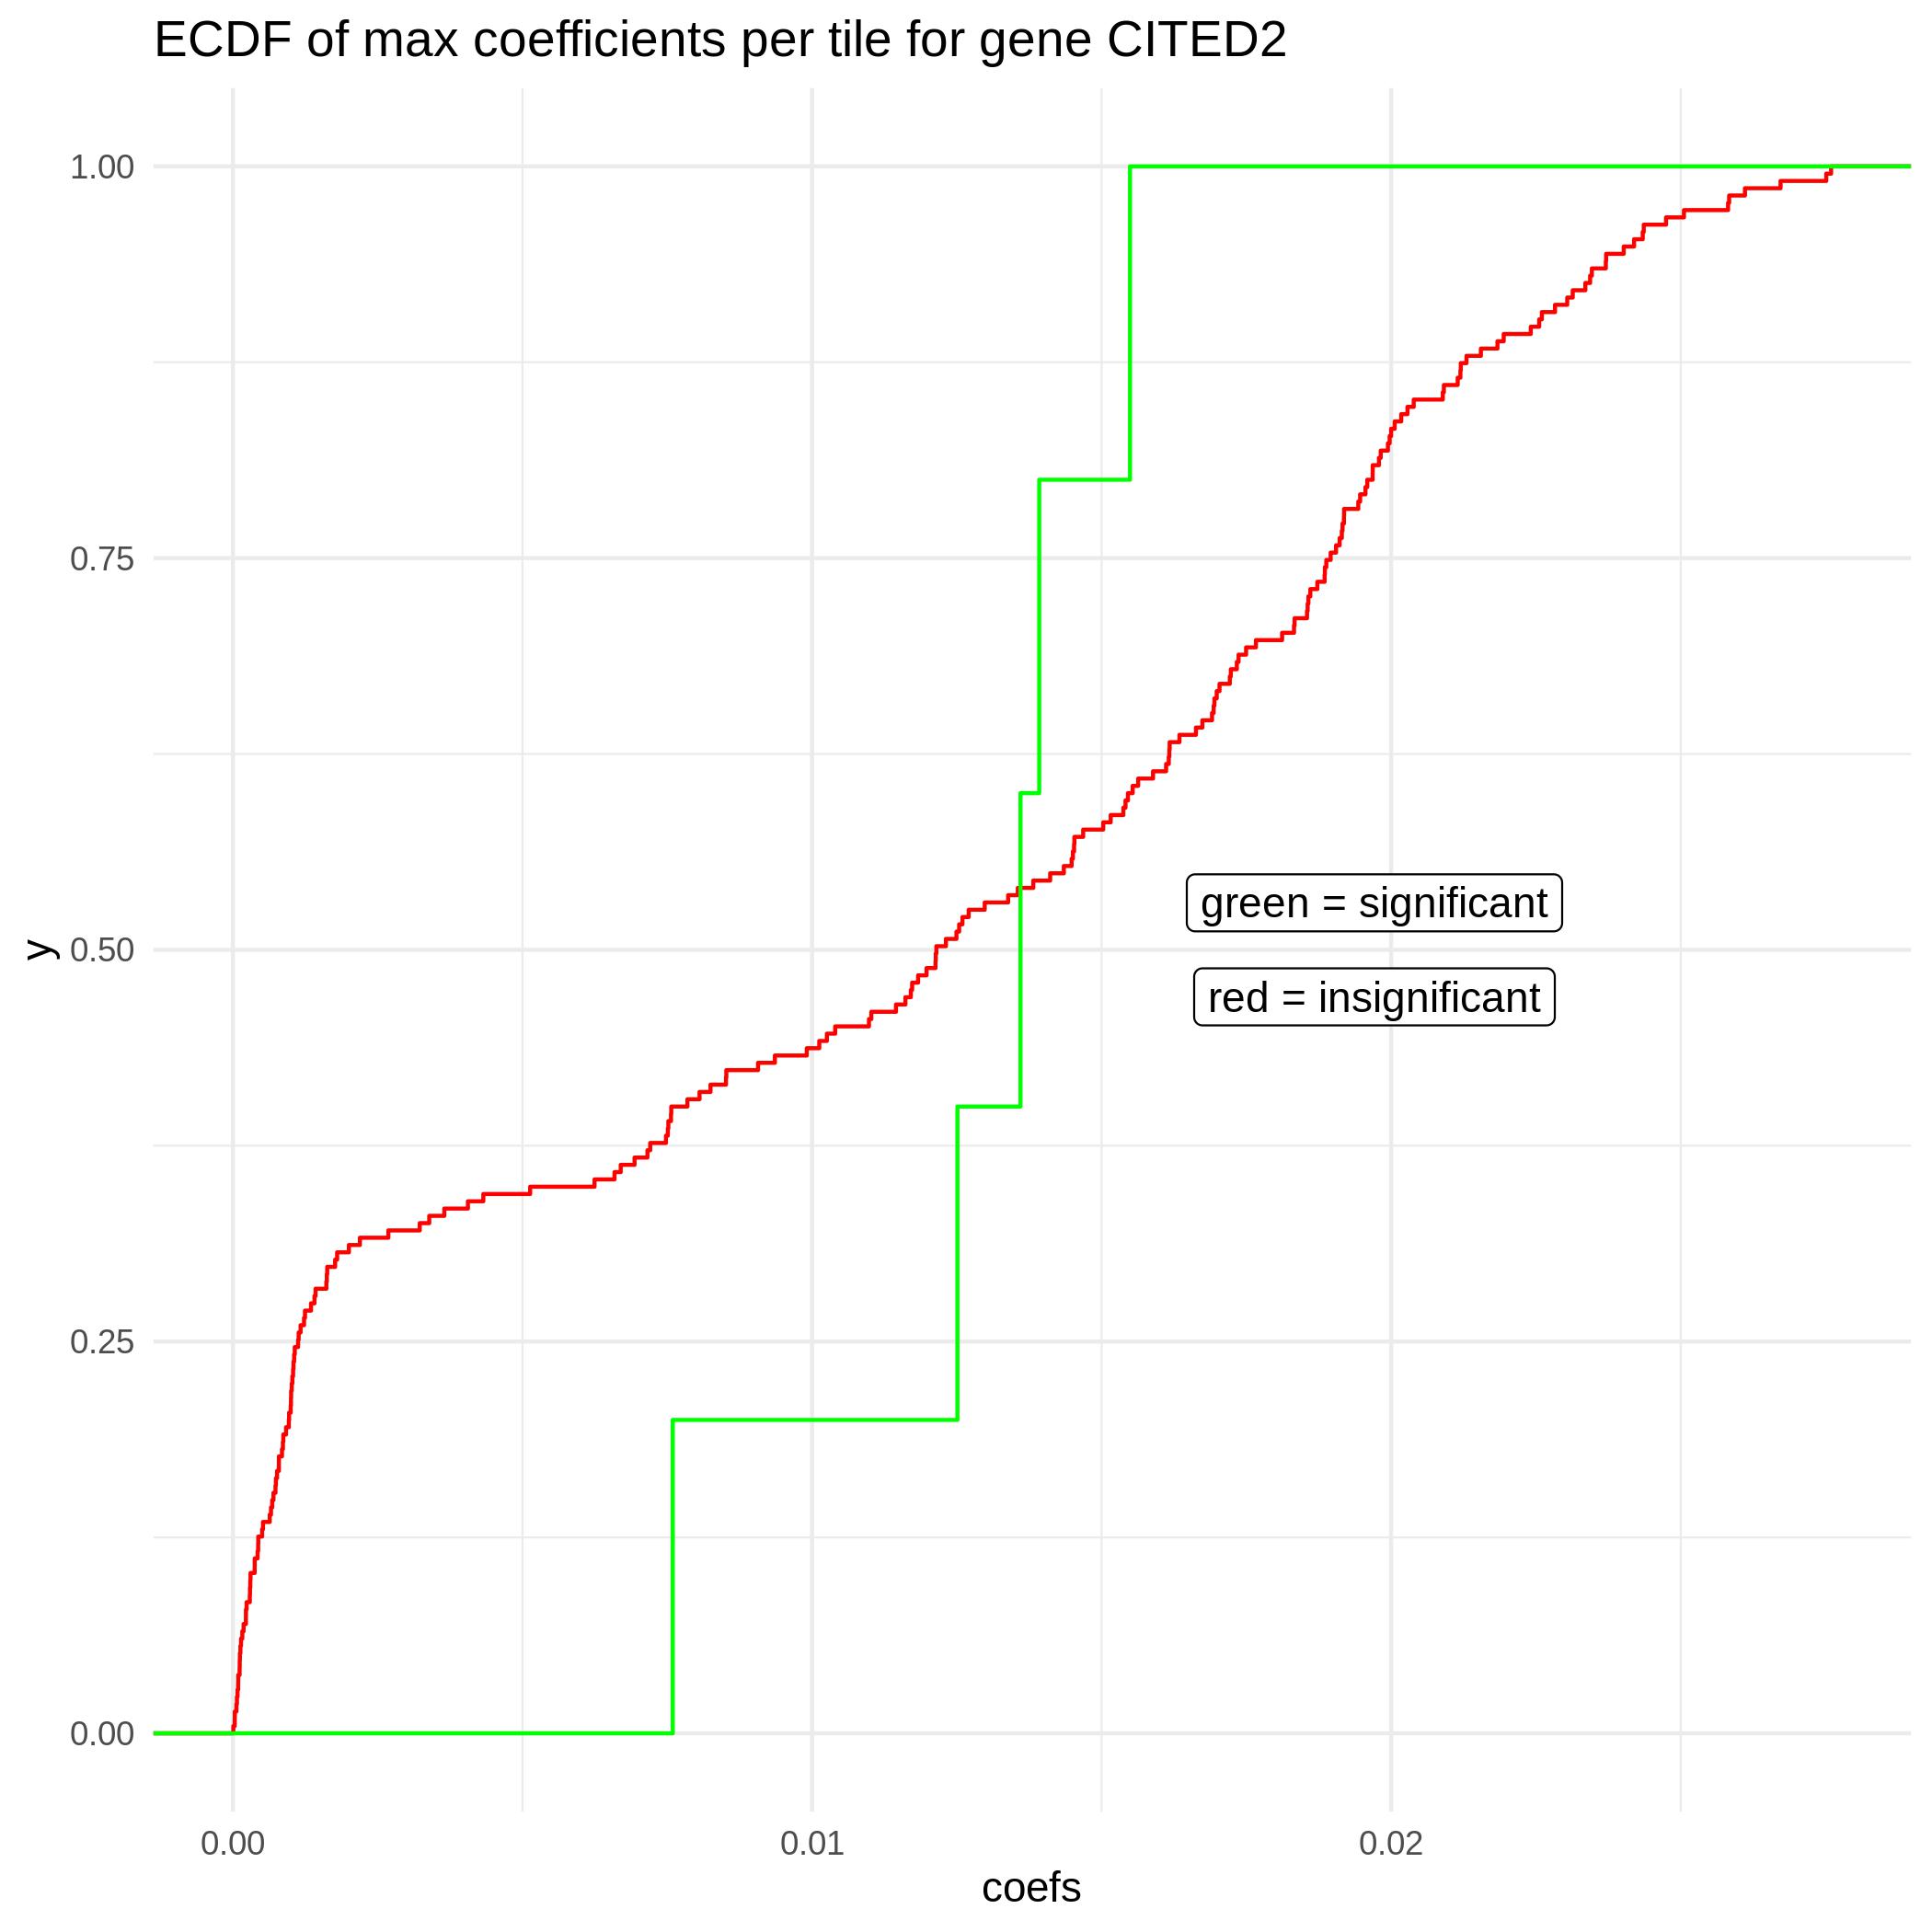 ECDF of max coefficients per tile for gene CITED2
1.00
0.75
green = significant
y
0.50
red = insignificant
0.25
0.00
0.00 0.01 0.02
coefs